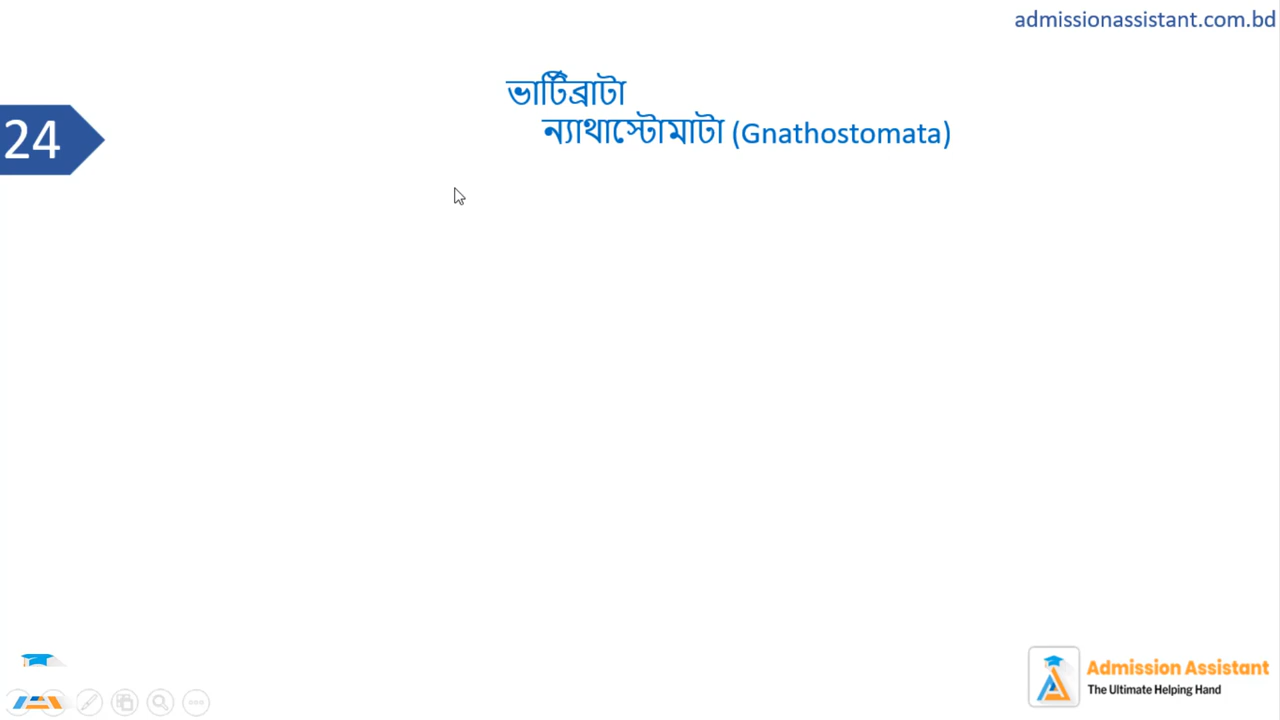 admissionassistant.com.bd
ভার্টিব্রাটা
24
ন্যাথাস্টোমাটা (Gnathostomata)
Admission Assistant
The Ultimate Helping Hand